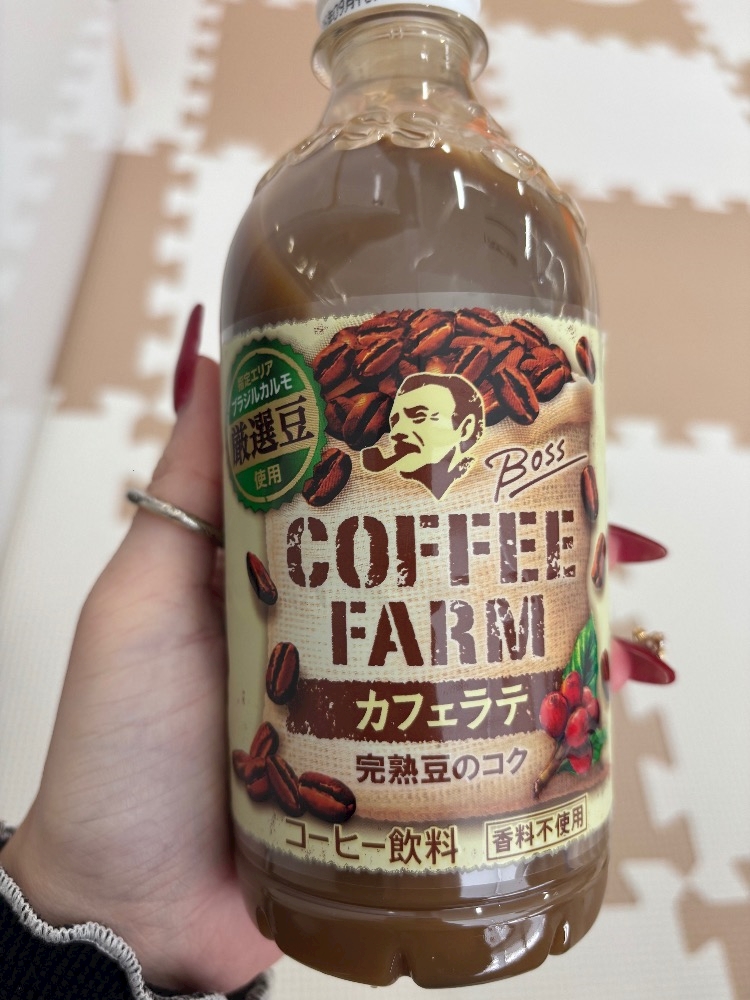 指定エリア
ブラジルカルモ
厳選豆
使用
BOSS
COFFEE
FARM
カフェラテ
完熟豆のコク
コーヒー飲料
香料不使用